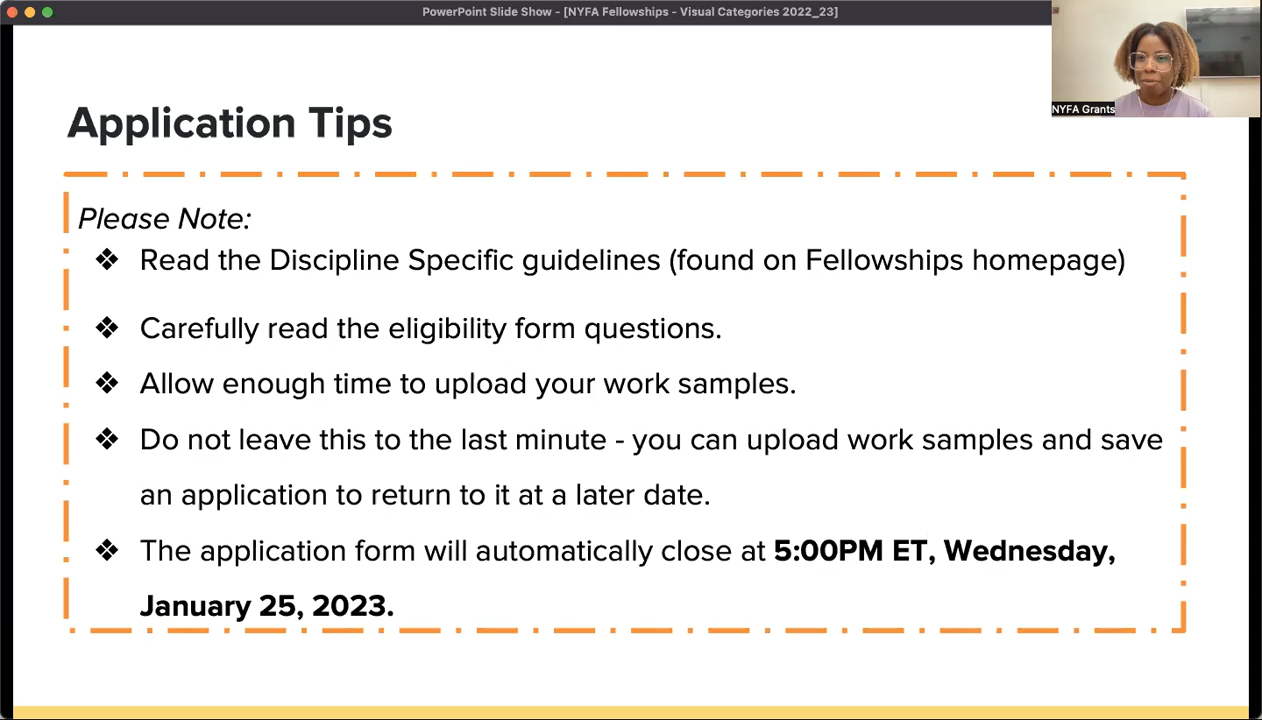 PowerPoint Slide Show - [NYFA Fellowships - Visual Categories 2022_23]
NYFA Grants
Application Tips
Please Note:
❖ Read the Discipline Specific guidelines (found on Fellowships homepage)
❖ Carefully read the eligibility form questions.
❖ Allow enough time to upload your work samples.
❖ Do not leave this to the last minute - you can upload work samples and save
an application to return to it at a later date.
❖ The application form will automatically close at 5:00PM ET, Wednesday,
January 25, 2023.